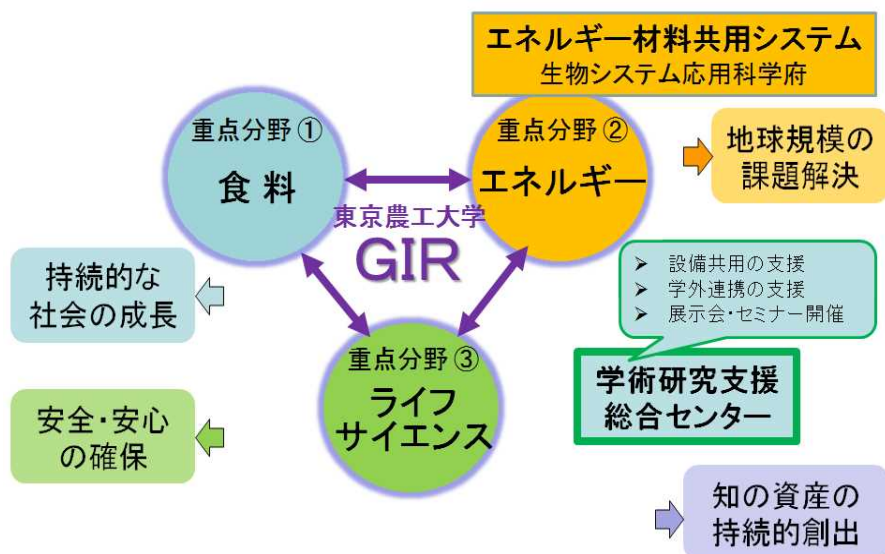 エネルギー材料共用システム
生物システム応用科学府
重点分野①
食料
重点分野②
エネルギー
地球規模の
課題解決
東京農工大学
GIR
持続的な
社会の成長
➢ 設備共用の支援
➢ 学外連携の支援
➢ 展示会・セミナー開催
重点分野③
ライフ
サイエンス
学術研究支援
総合センター
安全・安心
の確保
知の資産の
持続的創出